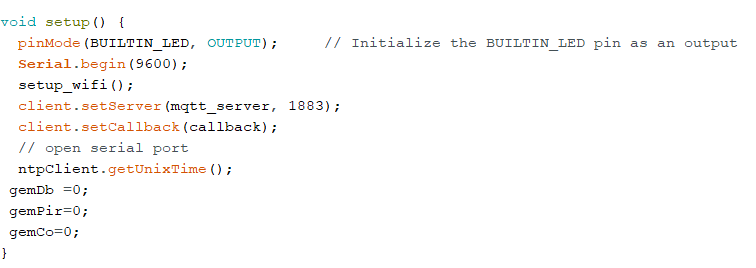 void setup() {
  pinMode(BUILTIN_LED, OUTPUT);     // Initialize the BUILTIN_LED pin as an output
  Serial.begin(9600);
  setup_wifi();
  client.setServer(mqtt_server, 1883);
  client.setCallback(callback);
  // open serial port
  ntpClient.getUnixTime();
 gemDb =0;
 gemPir=0;
 gemCo=0;
}